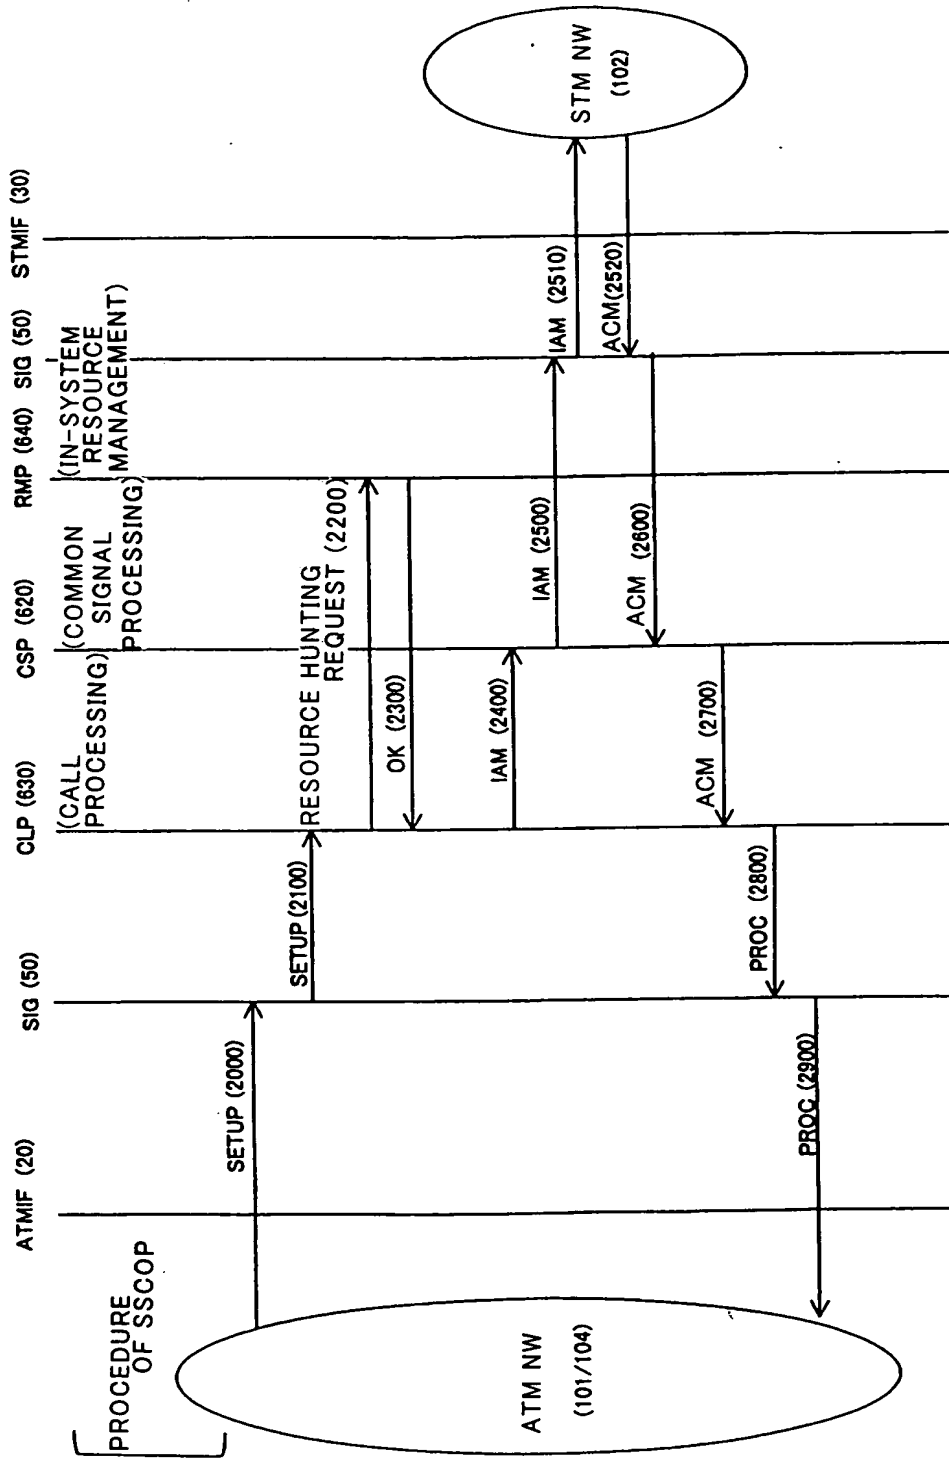 PROCEDURE
OF SSCOP
ATMIF (20)
SIG (50)
CLP (630)
(CALL
PROCESSING)
CSP (620)
(COMMON
SIGNAL
PROCESSING)
RMP (640)
(IN-SYSTEM
RESOURCE
MANAGEMENT)
SIG (50)
STMIF (30)
ATM NW
(101/104)
STM NW
(102)
SETUP (2000)
SETUP (2100)
RESOURCE HUNTING
REQUEST (2200)
OK (2300)
IAM (2400)
IAM (2500)
IAM (2510)
ACM(2520)
ACM (2600)
ACM (2700)
PROC (2800)
PROC (2900)